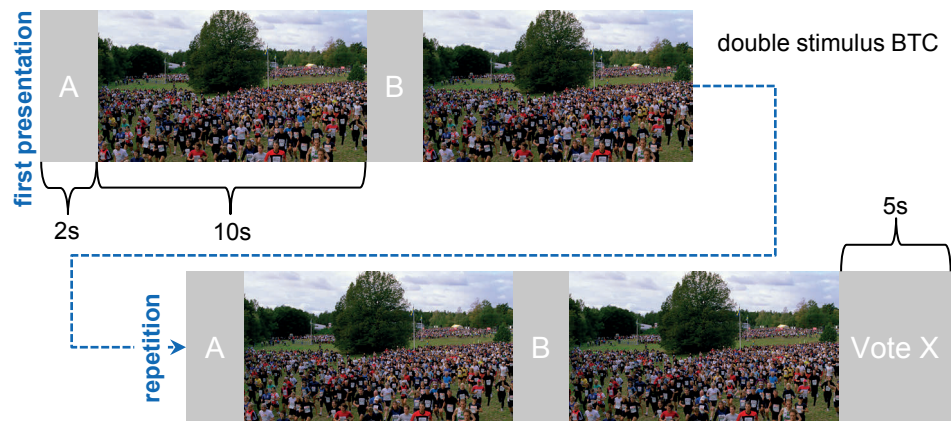 first presentation
A
B
double stimulus BTC
2s
10s
5s
repetition
A
B
Vote X